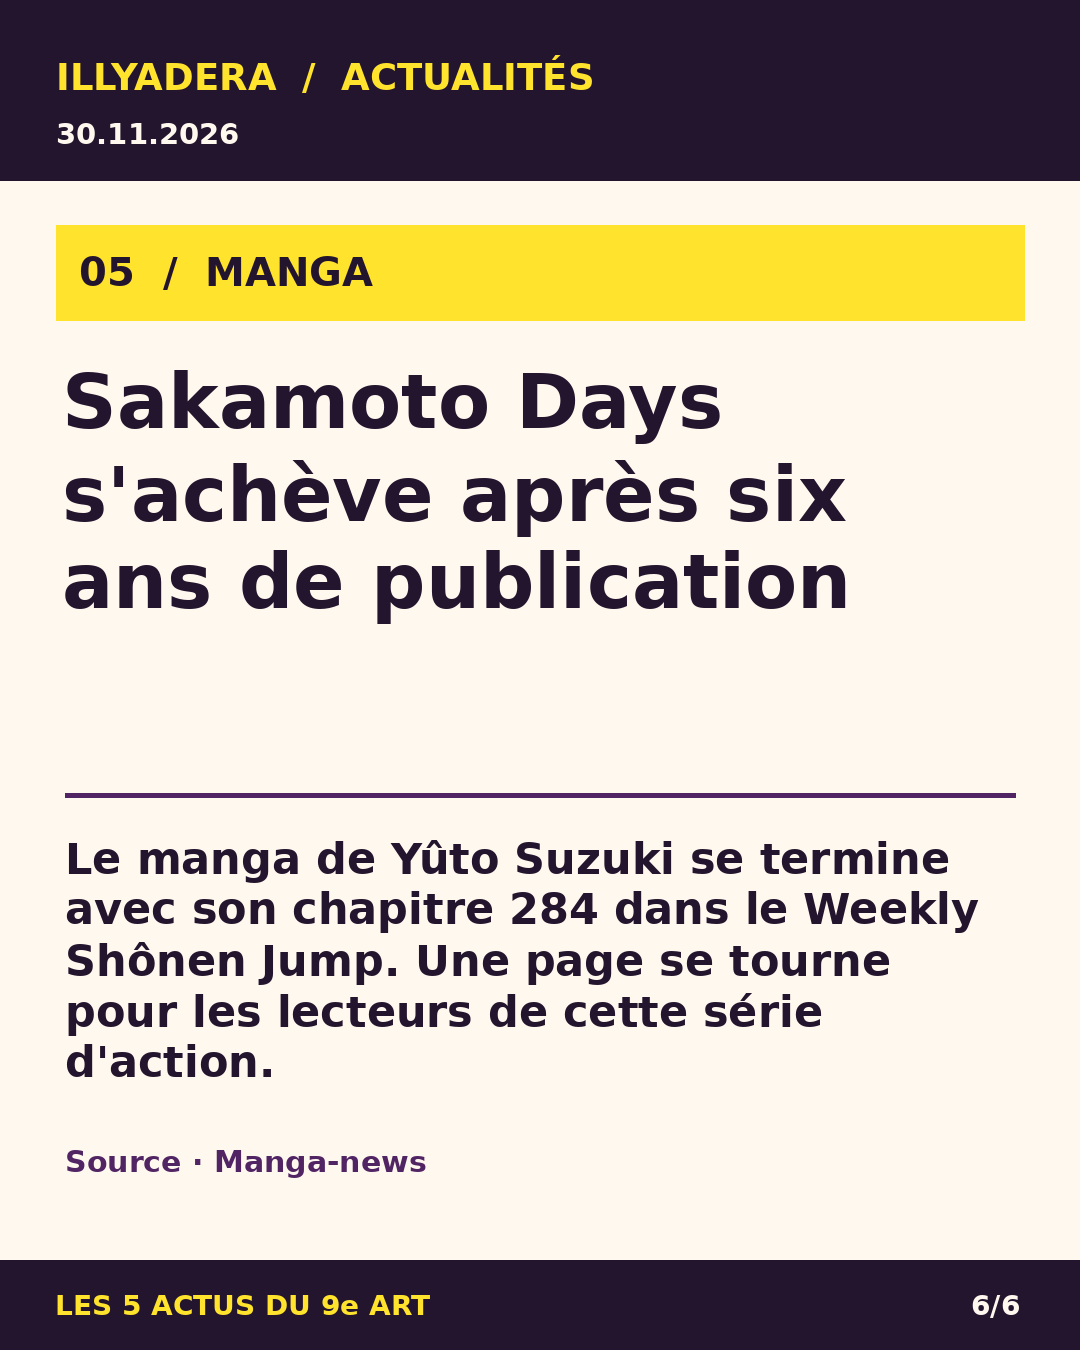 ILLYADERA / ACTUALITÉS
30.11.2026
05 / MANGA
Sakamoto Days
s'achève après six
ans de publication
Le manga de Yûto Suzuki se termine
avec son chapitre 284 dans le Weekly
Shônen Jump. Une page se tourne
pour les lecteurs de cette série
d'action.
Source · Manga-news
LES 5 ACTUS DU 9e ART
6/6